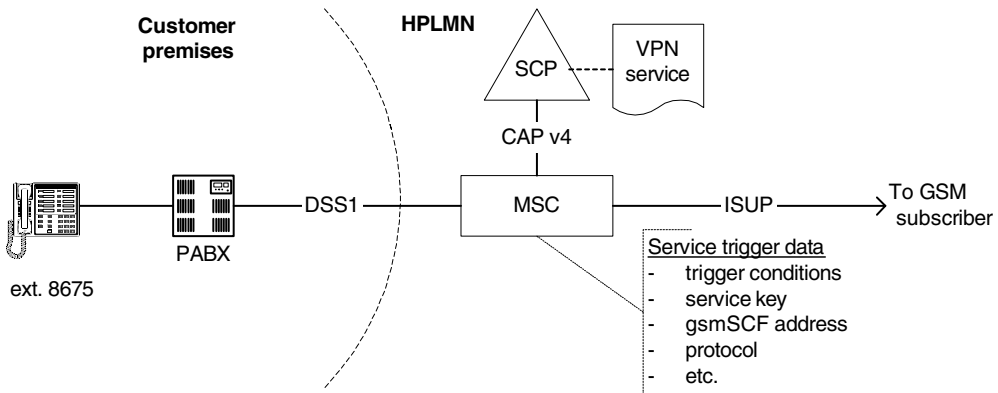 Customer
premises
HPLMN
SCP
VPN
service
CAP v4
DSS1
MSC
ISUP
To GSM
subscriber
PABX
ext. 8675
Service trigger data
- trigger conditions
- service key
- gsmSCF address
- protocol
- etc.